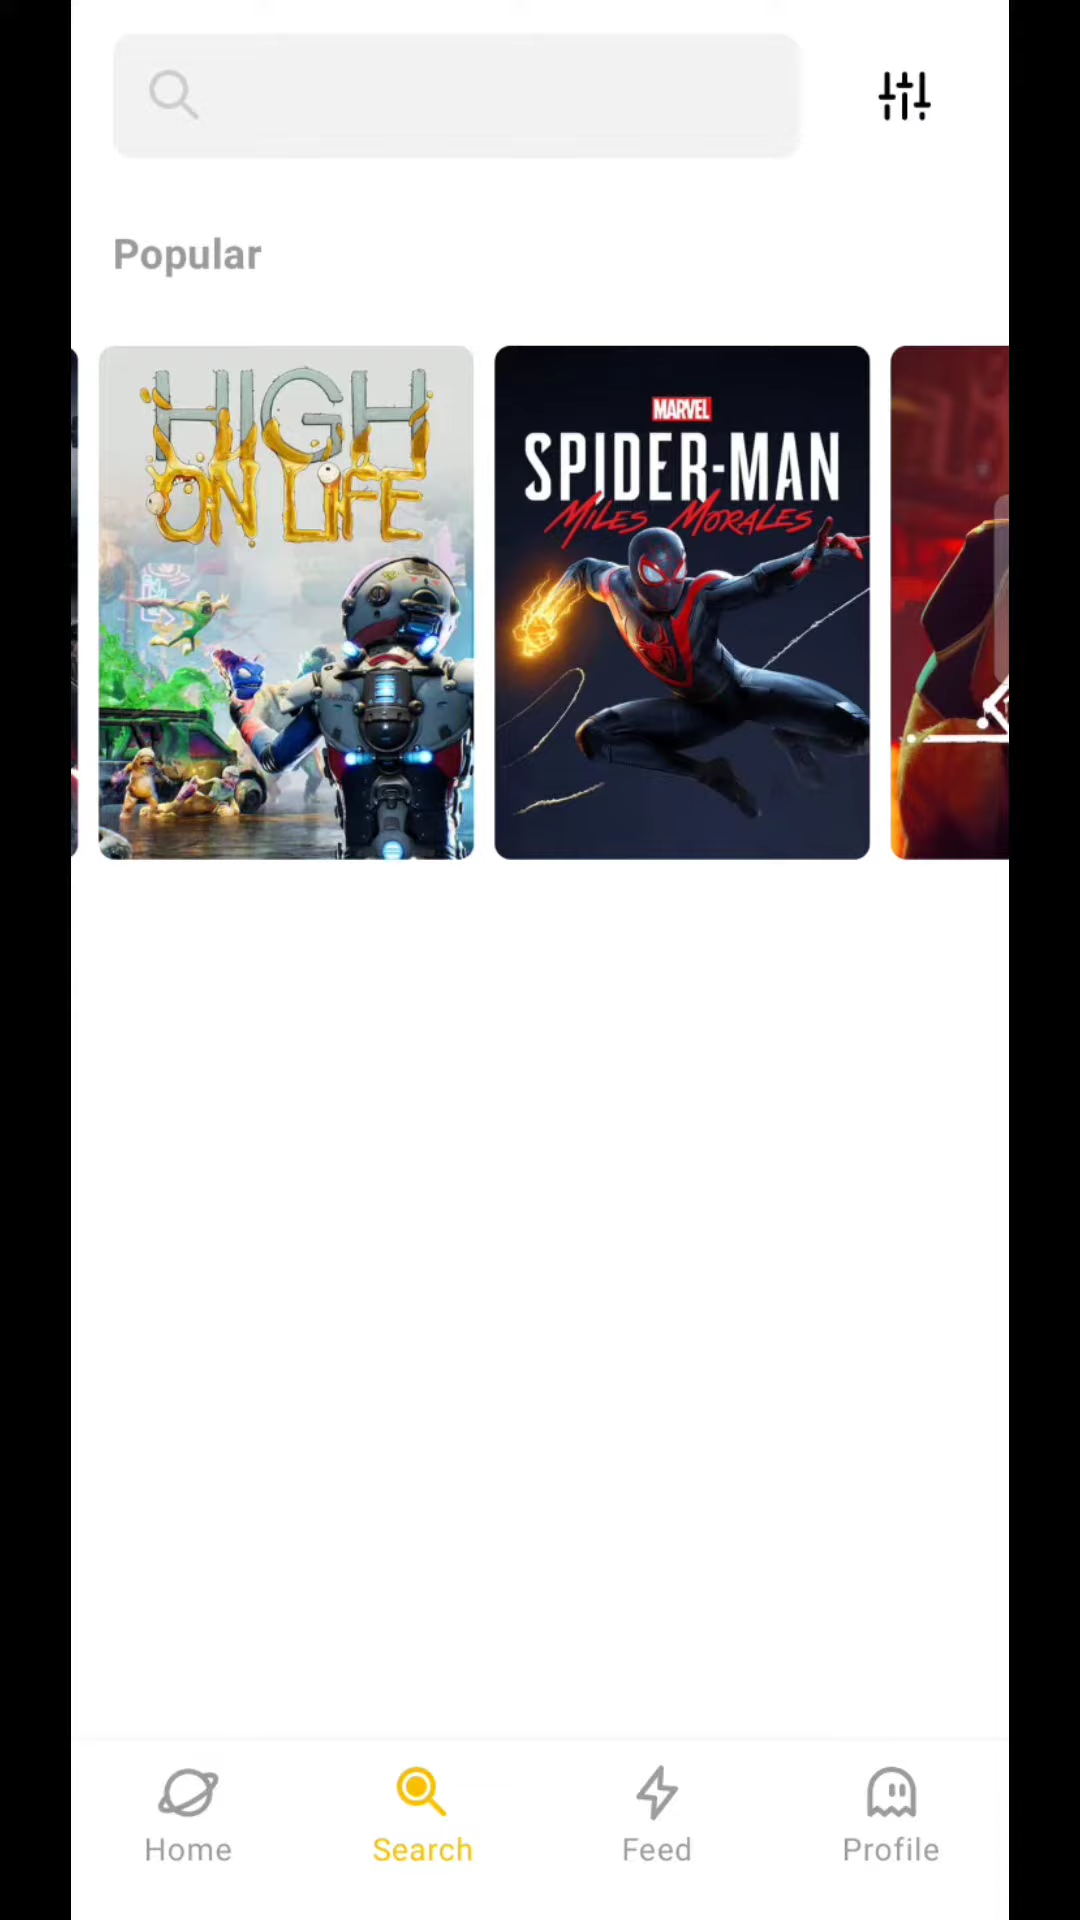 Popular
HIGH
ON LIFE
MARVEL
SPIDER-MAN
MILES MORALES
Home
Search
Feed
Profile